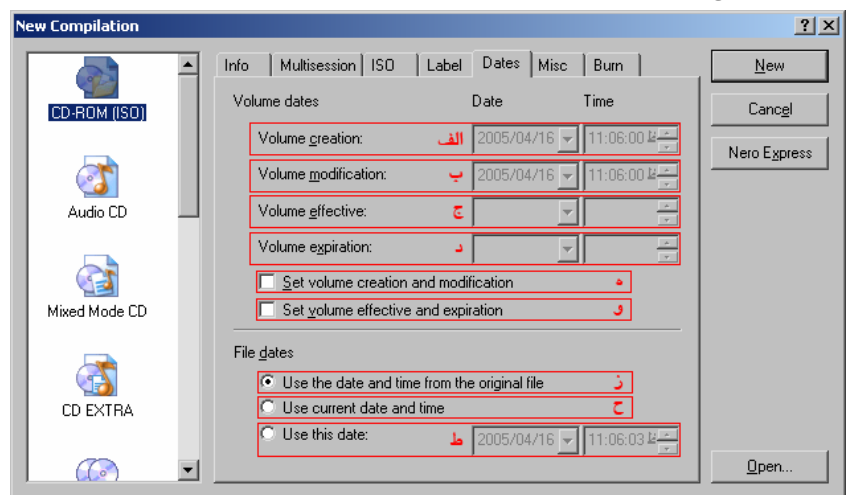 New Compilation
CD-ROM (ISO)
Audio CD
Mixed Mode CD
CD EXTRA
Info Multisession ISO Label Dates Misc Burn
Volume dates Date Time
Volume creation: الف 2005/04/16 11:06:00 ظ
Volume modification: ب 2005/04/16 11:06:00 ظ
Volume effective: ج
Volume expiration: د
Set volume creation and modification ه
Set volume effective and expiration و
File dates
Use the date and time from the original file ز
Use current date and time ح
Use this date: ط 2005/04/16 11:06:03 ظ
New
Cancel
Nero Express
Open...